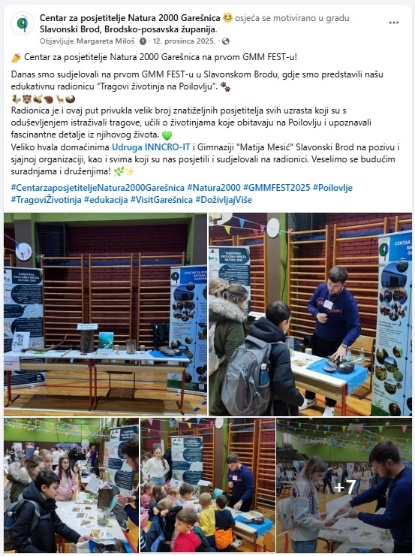 Centar za posjetitelje Natura 2000 Garešnica 😊 osjeća se motivirano u gradu
Slavonski Brod, Brodsko-posavska županija.
Objavljuje Margareta Miloš · 12. prosinca 2025. ·
🎉 Centar za posjetitelje Natura 2000 Garešnica na prvom GMM FEST-u!
Danas smo sudjelovali na prvom GMM FEST-u u Slavonskom Brodu, gdje smo predstavili našu
edukativnu radionicu “Tragovi životinja na Poilovlju”. 🐾
Radionica je i ovaj put privukla velik broj znatiželjnih posjetitelja svih uzrasta koji su s
oduševljenjem istraživali tragove, učili o životinjama koje obitavaju na Poilovlju i upoznavali
fascinantne detalje iz njihovog života. 💚
Veliko hvala domaćinima Udruga INNCRO-IT i Gimnaziji "Matija Mesić" Slavonski Brod na pozivu i
sjajnoj organizaciji, kao i svima koji su nas posjetili i sudjelovali na radionici. Veselimo se budućim
suradnjama i druženjima! 🌿✨
#CentarzaposjetiteljeNatura2000Garešnica #Natura2000 #GMMFEST2025 #Poilovlje
#TragoviŽivotinja #edukacija #VisitGarešnica #DoživljajViše
+7